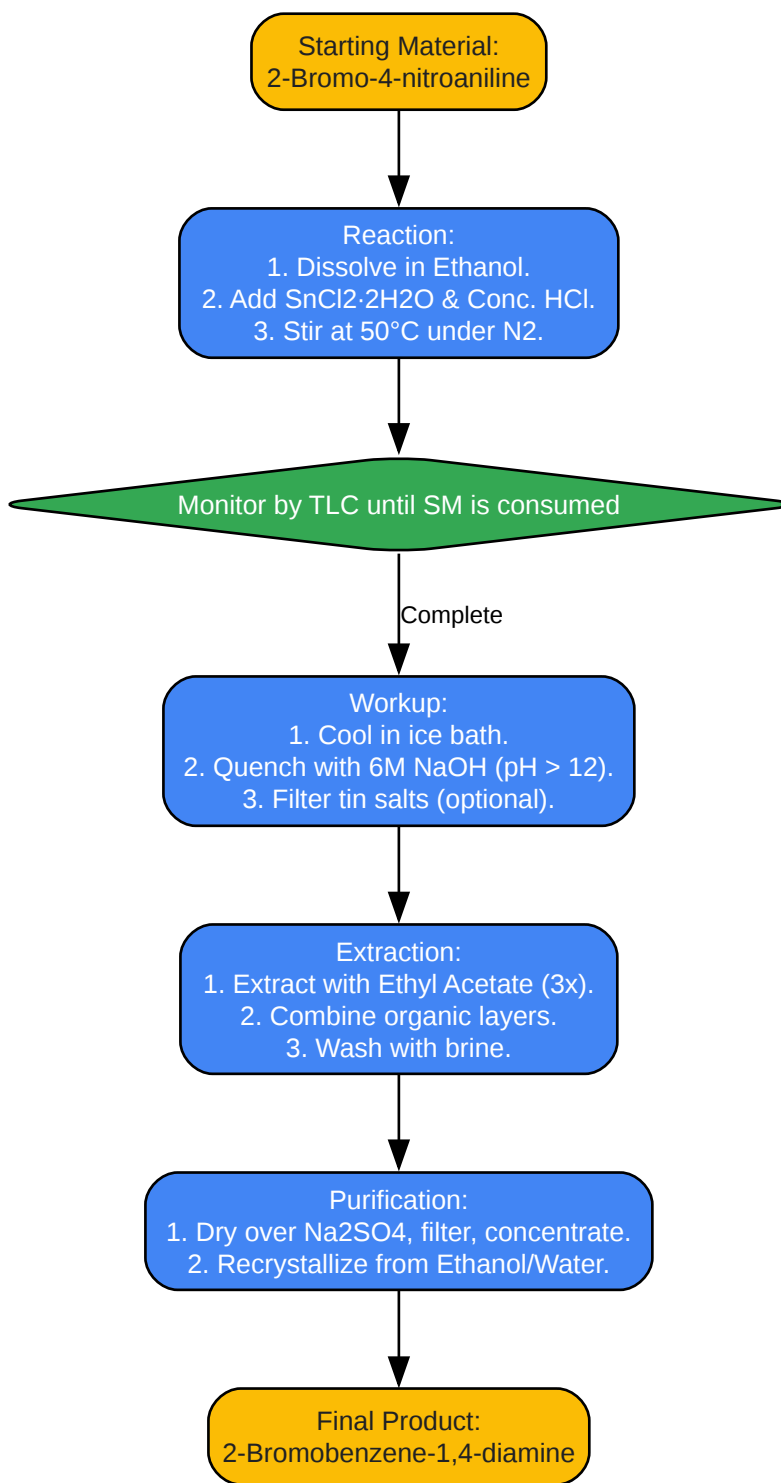 Starting Material:
2-Bromo-4-nitroaniline
Reaction:
1. Dissolve in Ethanol.
2. Add SnCl2·2H2O & Conc. HCl.
3. Stir at 50°C under N2.
Monitor by TLC until SM is consumed
Complete
Workup:
1. Cool in ice bath.
2. Quench with 6M NaOH (pH > 12).
3. Filter tin salts (optional).
Extraction:
1. Extract with Ethyl Acetate (3x).
2. Combine organic layers.
3. Wash with brine.
Purification:
1. Dry over Na2SO4, filter, concentrate.
2. Recrystallize from Ethanol/Water.
Final Product:
2-Bromobenzene-1,4-diamine